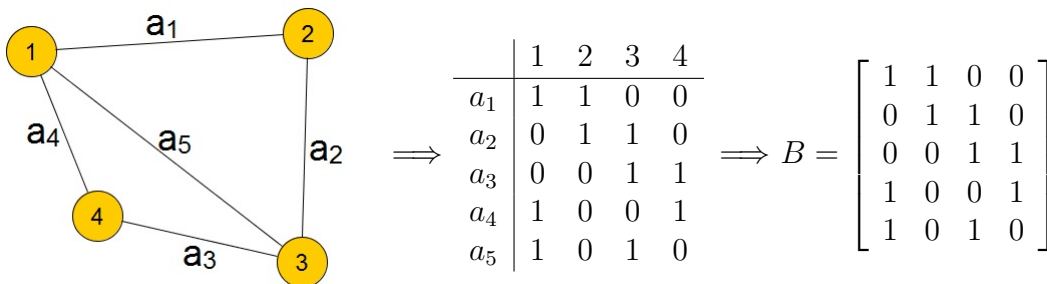 a₁
1
2
a₄
a₅
a₂
4
a₃
3
⟹
1 2 3 4
a₁ 1 1 0 0
a₂ 0 1 1 0
a₃ 0 0 1 1
a₄ 1 0 0 1
a₅ 1 0 1 0
⟹ B =
1 1 0 0
0 1 1 0
0 0 1 1
1 0 0 1
1 0 1 0